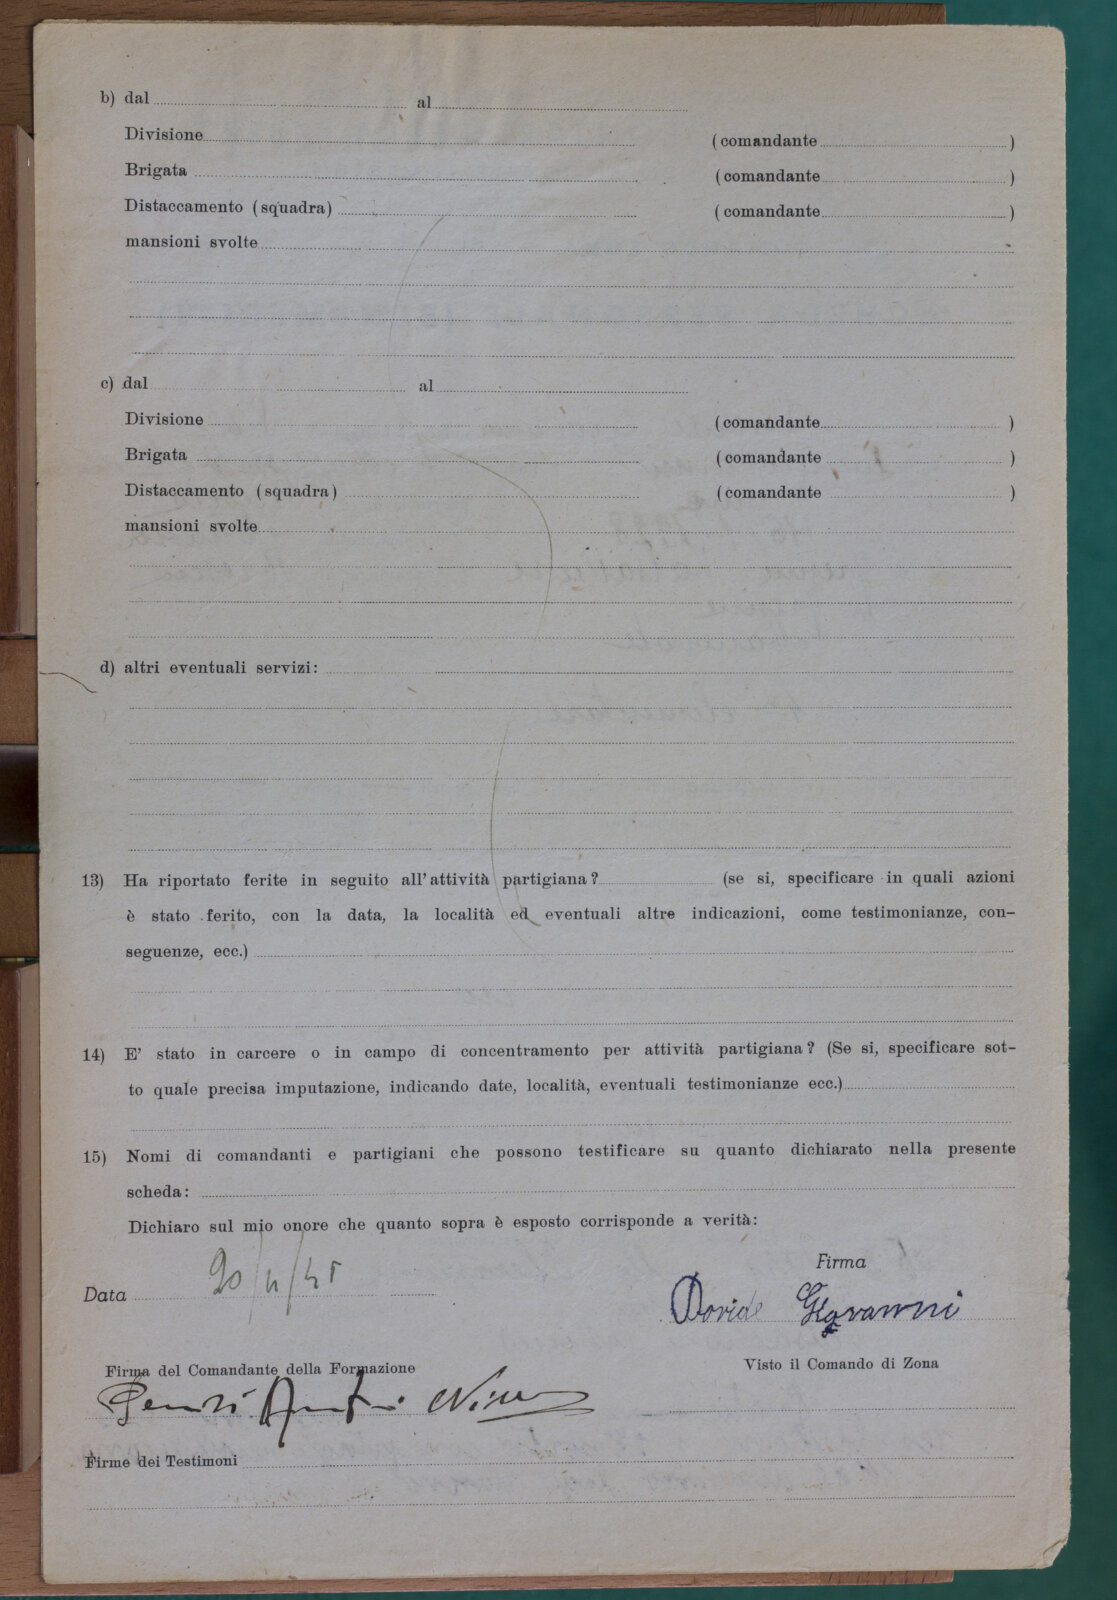 b) dal al
Divisione (comandante )
Brigata (comandante )
Distaccamento (squadra) (comandante )
mansioni svolte
c) dal al
Divisione (comandante )
Brigata (comandante )
Distaccamento (squadra) (comandante )
mansioni svolte
d) altri eventuali servizi:
13) Ha riportato ferite in seguito all'attività partigiana? (se si, specificare in quali azioni
è stato ferito, con la data, la località ed eventuali altre indicazioni, come testimonianze, con-
seguenze, ecc.)
14) E' stato in carcere o in campo di concentramento per attività partigiana? (Se si, specificare sot-
to quale precisa imputazione, indicando date, località, eventuali testimonianze ecc.)
15) Nomi di comandanti e partigiani che possono testificare su quanto dichiarato nella presente
scheda:
Dichiaro sul mio onore che quanto sopra è esposto corrisponde a verità:
Firma
Data
Davide Giovanni
Firma del Comandante della Formazione Visto il Comando di Zona
Firme dei Testimoni